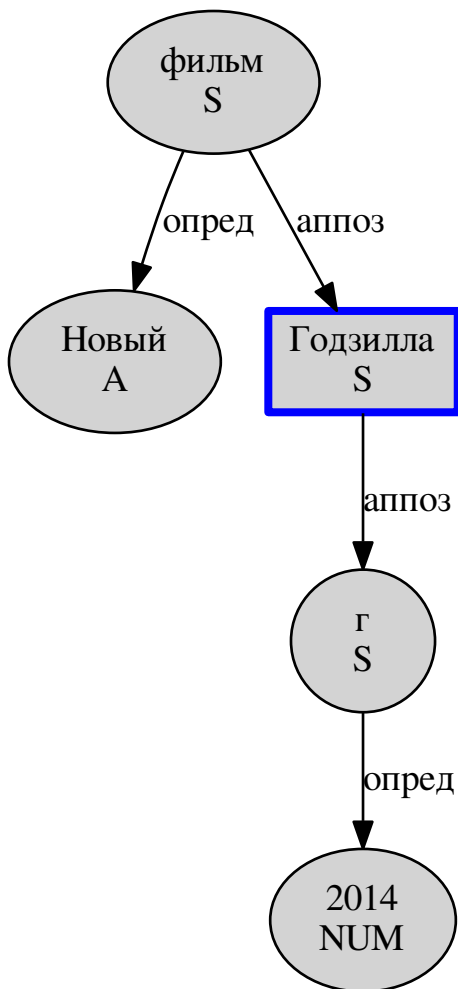 фильм
S
опред
аппоз
Новый
A
Годзилла
S
аппоз
г
S
опред
2014
NUM